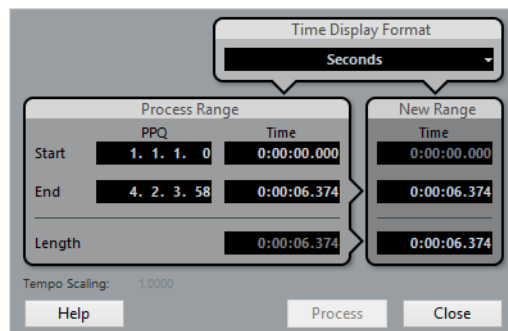 Time Display Format
Seconds
Process Range New Range
PPQ Time Time
Start 1. 1. 1. 0 0:00:00.000 0:00:00.000
End 4. 2. 3. 58 0:00:06.374 0:00:06.374
Length 0:00:06.374 0:00:06.374
Tempo Scaling: 1.0000
Help Process Close